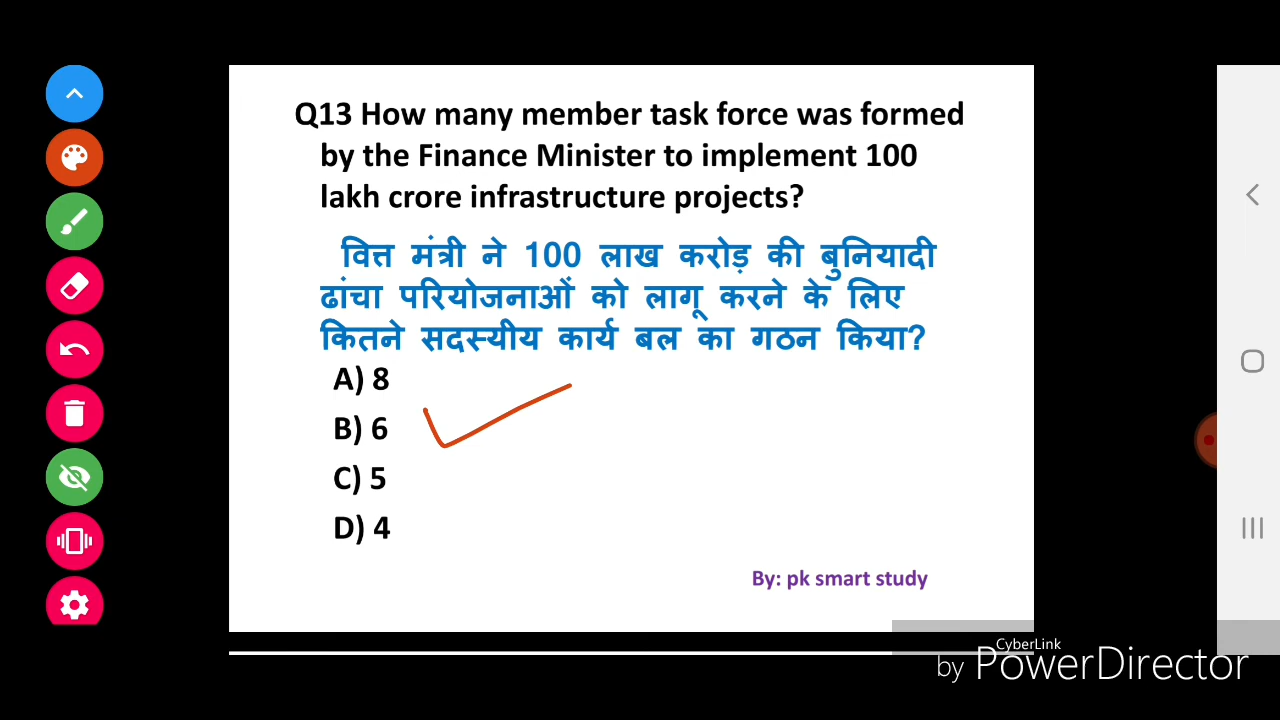 Q13 How many member task force was formed
by the Finance Minister to implement 100
lakh crore infrastructure projects?
वित्त मंत्री ने 100 लाख करोड़ की बुनियादी
ढांचा परियोजनाओं को लागू करने के लिए
कितने सदस्यीय कार्य बल का गठन किया?
A) 8
B) 6
C) 5
D) 4
By: pk smart study
CyberLink
by PowerDirector